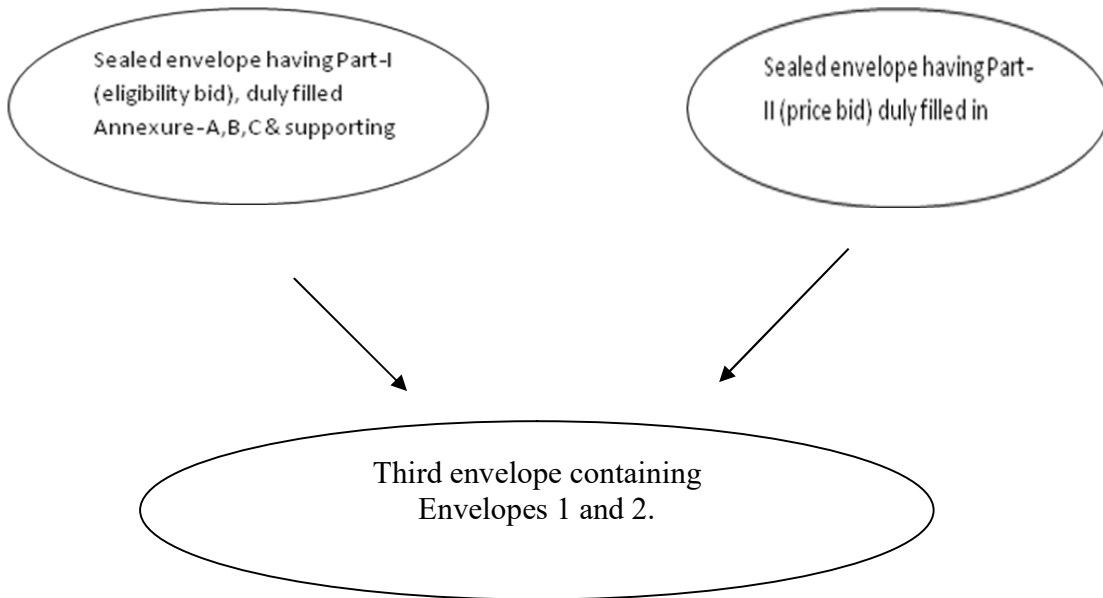 Sealed envelope having Part-I
(eligibility bid), duly filled
Annexure-A,B,C & supporting
Sealed envelope having Part-
II (price bid) duly filled in
Third envelope containing
Envelopes 1 and 2.